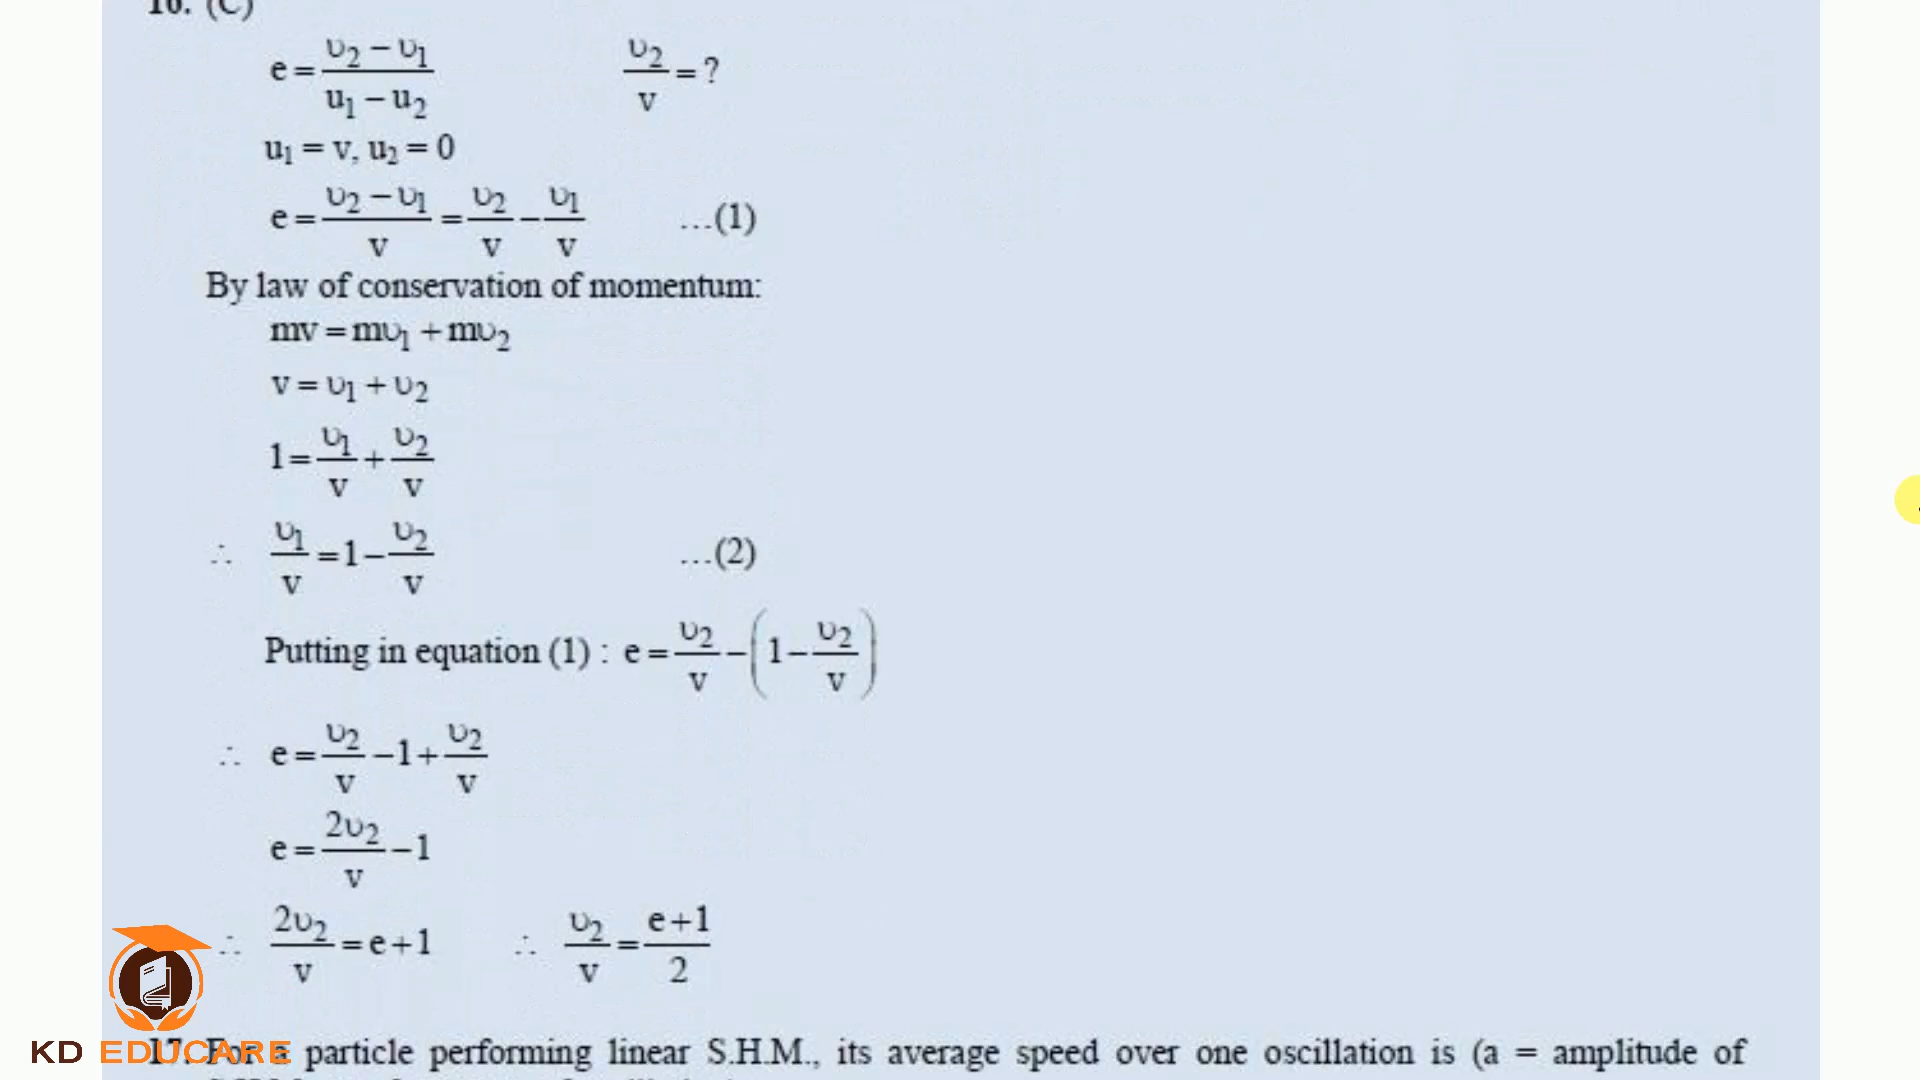 16. (C)
e = (υ₂ − υ₁)/(u₁ − u₂)    υ₂/v = ?
u₁ = v, u₂ = 0
e = (υ₂ − υ₁)/v = υ₂/v − υ₁/v    ...(1)
By law of conservation of momentum:
mv = mυ₁ + mυ₂
v = υ₁ + υ₂
1 = υ₁/v + υ₂/v
∴ υ₁/v = 1 − υ₂/v    ...(2)
Putting in equation (1) : e = υ₂/v − (1 − υ₂/v)
∴ e = υ₂/v − 1 + υ₂/v
e = 2υ₂/v − 1
∴ 2υ₂/v = e + 1    ∴ υ₂/v = (e + 1)/2
17. For a particle performing linear S.H.M., its average speed over one oscillation is (a = amplitude of
KD EDUCARE